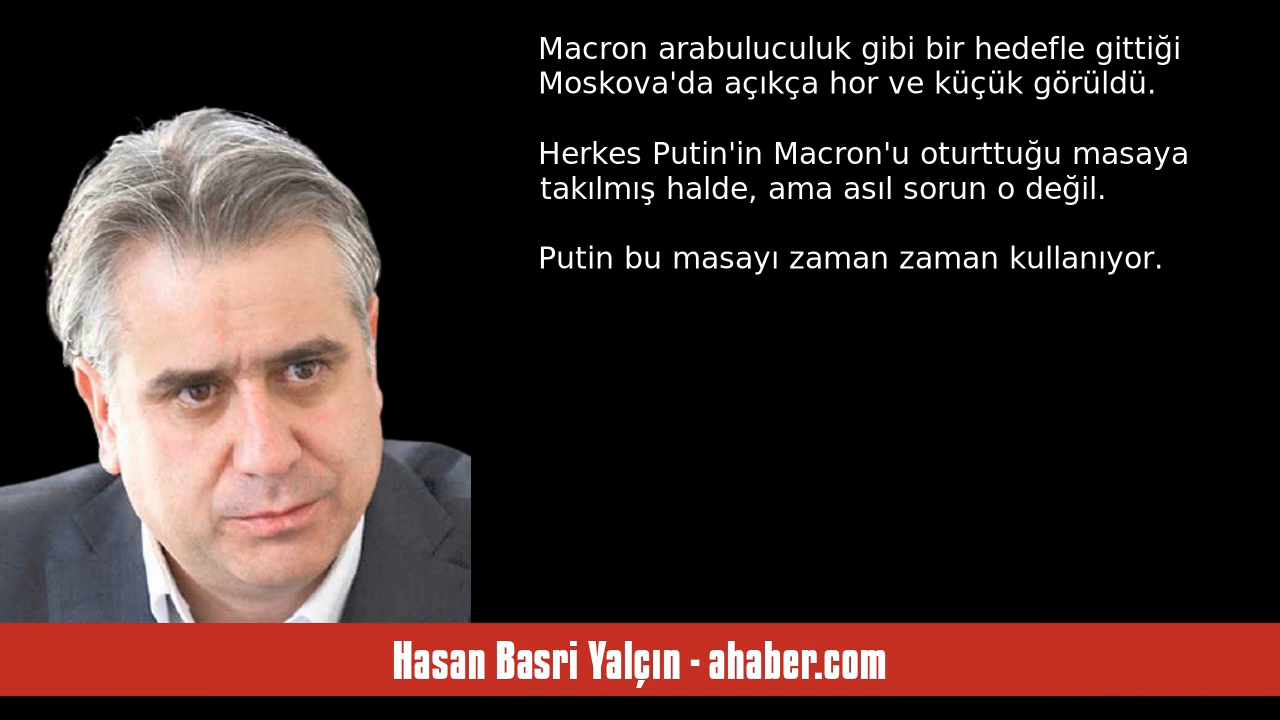 Macron arabuluculuk gibi bir hedefle gittiği
Moskova'da açıkça hor ve küçük görüldü.
Herkes Putin'in Macron'u oturttuğu masaya
takılmış halde, ama asıl sorun o değil.
Putin bu masayı zaman zaman kullanıyor.
Hasan Basri Yalçın - ahaber.com